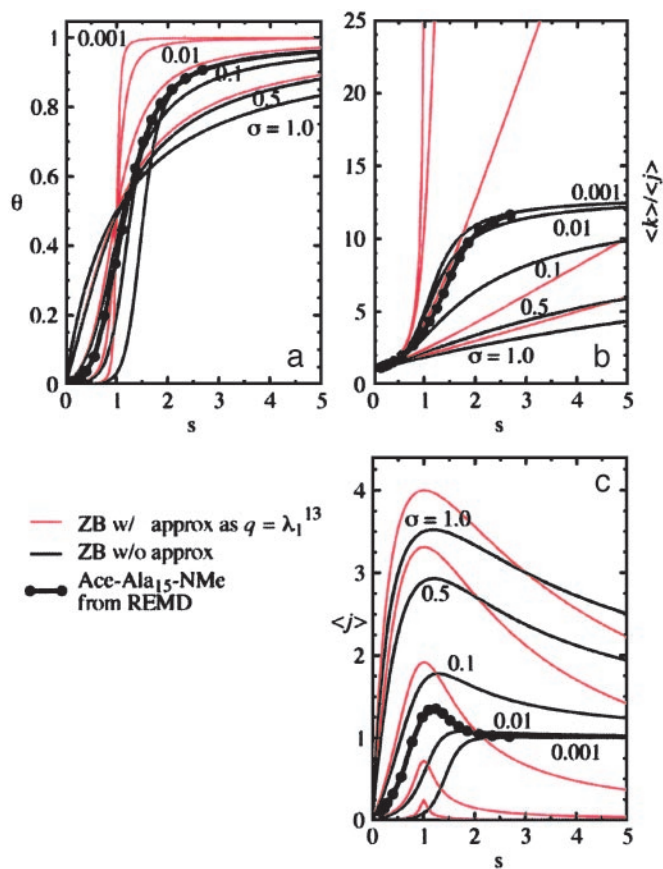 1
0.8
0.6
θ
0.4
0.2
0
0.001
0.01
0.1
0.5
σ = 1.0
a
0 1 2 3 4 5
s
25
20
15
10
5
0
0.001
0.01
0.1
0.5
σ = 1.0
b
<k>/<j>
0 1 2 3 4 5
s
ZB w/ approx as q = λ₁¹³
ZB w/o approx
Ace-Ala₁₅-NMe
from REMD
c
4
3
<j>
2
1
0
σ = 1.0
0.5
0.1
0.01
0.001
0 1 2 3 4 5
s